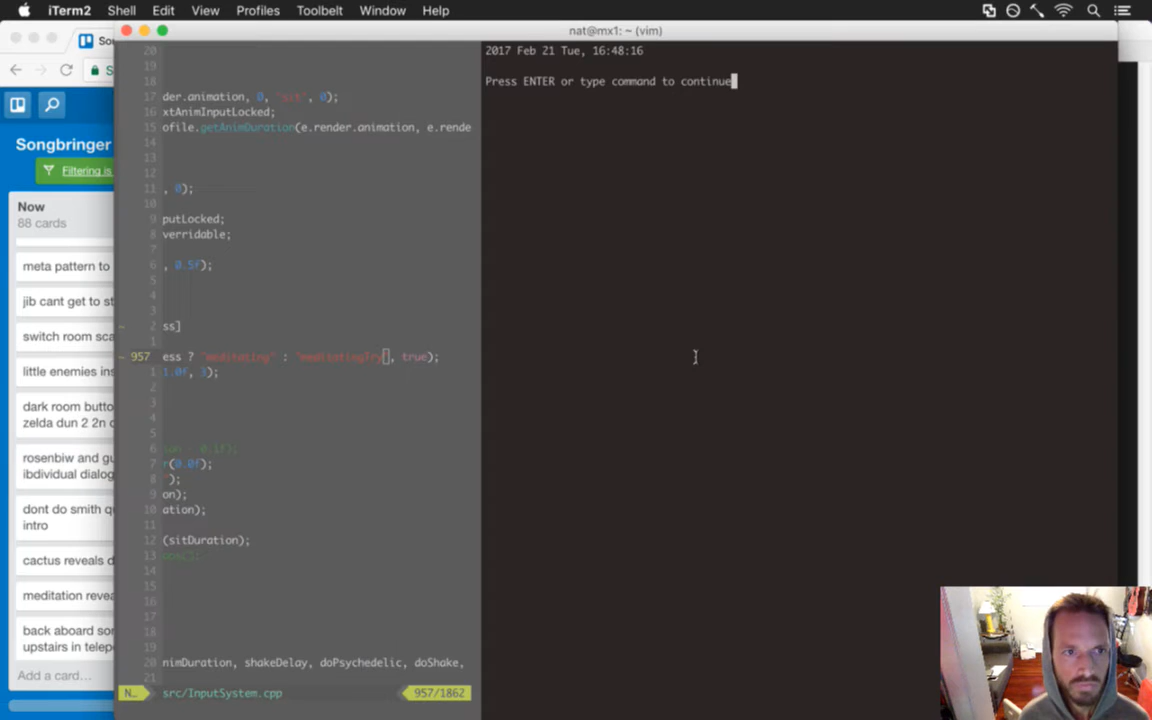 iTerm2 Shell Edit View Profiles Toolbelt Window Help
nat@mx1: ~ (vim)
Songbringer
Filtering is
Now
88 cards
meta pattern to
jib cant get to st
switch room sca
little enemies ins
dark room butto
zelda dun 2 2n c
rosenbiw and gu
ibdividual dialog
dont do smith qu
intro
cactus reveals d
meditation revea
back aboard so
upstairs in telep
Add a card…
20
19
18
17 der.animation, 0, "srt", 0);
16 xtAnimInputLocked;
15 ofile.getAnimDuration(e.render.animation, e.rende
14
13
12
11 , 0);
10
9 putLocked;
8 verridable;
7
6 , 0.5f);
5
4
3
2 ss]
1
957 ess ? "meditating" : "meditatingTry", true);
1 1.0f, 3);
2
3
4
5
6 ion - 0.1f);
7 r(0.0f);
8 ");
9 on);
10 ation);
11
12 (sitDuration);
13
14
15
16
17
18
19
20 nimDuration, shakeDelay, doPsychedelic, doShake,
21
N… src/InputSystem.cpp 957/1862
2017 Feb 21 Tue, 16:48:16
Press ENTER or type command to continue